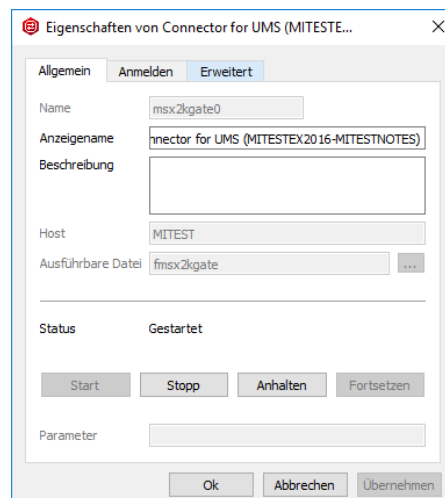 Eigenschaften von Connector for UMS (MITESTE...
Allgemein Anmelden Erweitert
Name msx2kgate0
Anzeigename nnector for UMS (MITESTEX2016-MITESTNOTES)
Beschreibung
Host MITEST
Ausführbare Datei fmsx2kgate ...
Status Gestartet
Start Stopp Anhalten Fortsetzen
Parameter
Ok Abbrechen Übernehmen